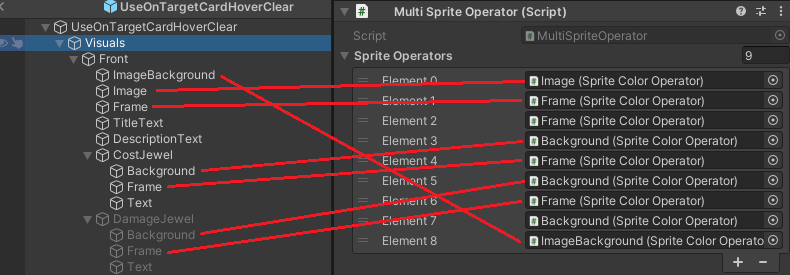 UseOnTargetCardHoverClear
UseOnTargetCardHoverClear
Visuals
Front
ImageBackground
Image
Frame
TitleText
DescriptionText
CostJewel
Background
Frame
Text
DamageJewel
Background
Frame
Text
Multi Sprite Operator (Script)
Script
MultiSpriteOperator
Sprite Operators
9
Element 0
Image (Sprite Color Operator)
Element 1
Frame (Sprite Color Operator)
Element 2
Frame (Sprite Color Operator)
Element 3
Background (Sprite Color Operator)
Element 4
Frame (Sprite Color Operator)
Element 5
Background (Sprite Color Operator)
Element 6
Frame (Sprite Color Operator)
Element 7
Background (Sprite Color Operator)
Element 8
ImageBackground (Sprite Color Operato